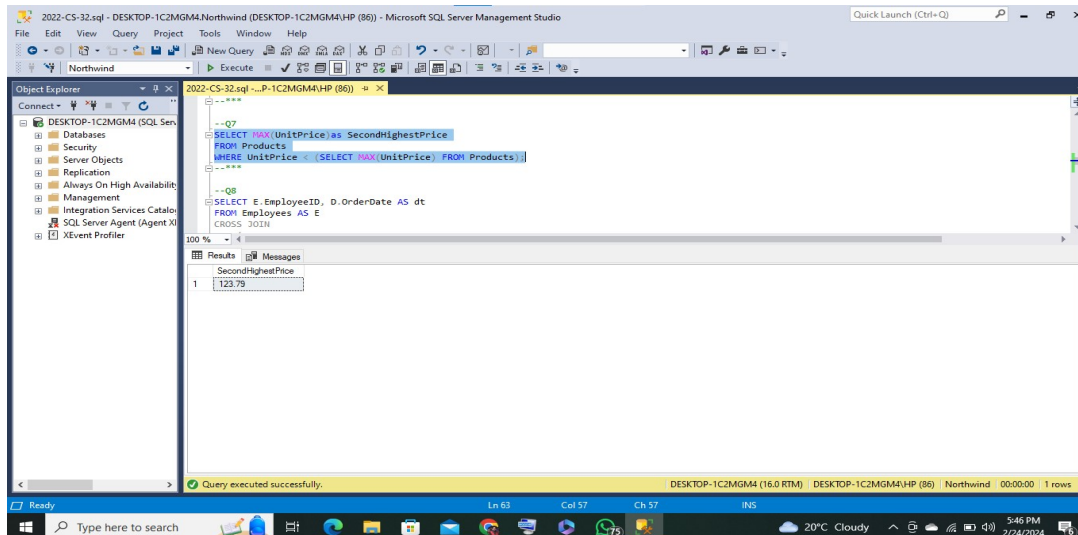 2022-CS-32.sql - DESKTOP-1C2MGM4.Northwind (DESKTOP-1C2MGM4\HP (86)) - Microsoft SQL Server Management Studio
Quick Launch (Ctrl+Q)
File Edit View Query Project Tools Window Help
New Query
Northwind
Execute
Object Explorer
2022-CS-32.sql -...P-1C2MGM4\HP (86))
Connect
DESKTOP-1C2MGM4 (SQL Serv
Databases
Security
Server Objects
Replication
Always On High Availability
Management
Integration Services Catalo
SQL Server Agent (Agent XI
XEvent Profiler
--***
--Q7
SELECT MAX(UnitPrice)as SecondHighestPrice
FROM Products
WHERE UnitPrice < (SELECT MAX(UnitPrice) FROM Products);
--***
--Q8
SELECT E.EmployeeID, D.OrderDate AS dt
FROM Employees AS E
CROSS JOIN
100 %
Results Messages
SecondHighestPrice
1 123.79
Query executed successfully.
DESKTOP-1C2MGM4 (16.0 RTM) DESKTOP-1C2MGM4\HP (86) Northwind 00:00:00 1 rows
Ready Ln 63 Col 57 Ch 57 INS
Type here to search
75
20°C Cloudy
5:46 PM
2/24/2024
6